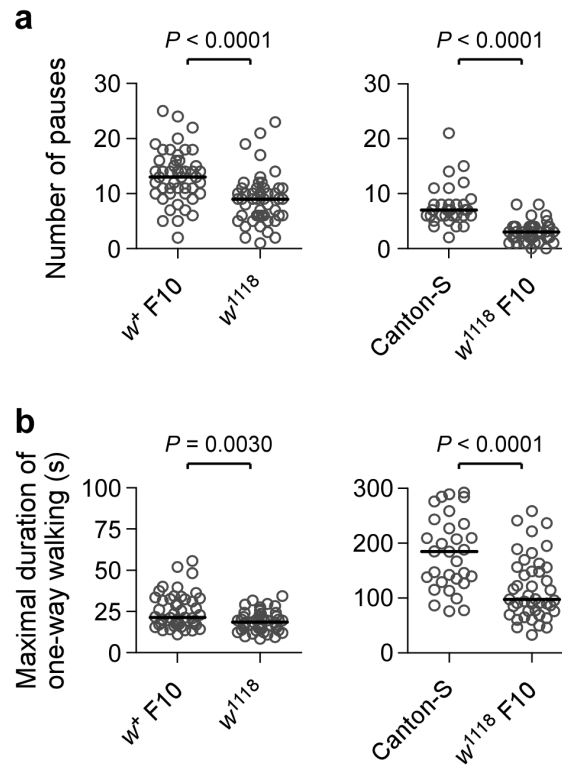 a
P < 0.0001
P < 0.0001
Number of pauses
30
20
10
0
30
20
10
0
w⁺ F10
w¹¹¹⁸
Canton-S
w¹¹¹⁸ F10
b
P = 0.0030
P < 0.0001
Maximal duration of
one-way walking (s)
100
75
50
25
0
300
200
100
0
w⁺ F10
w¹¹¹⁸
Canton-S
w¹¹¹⁸ F10